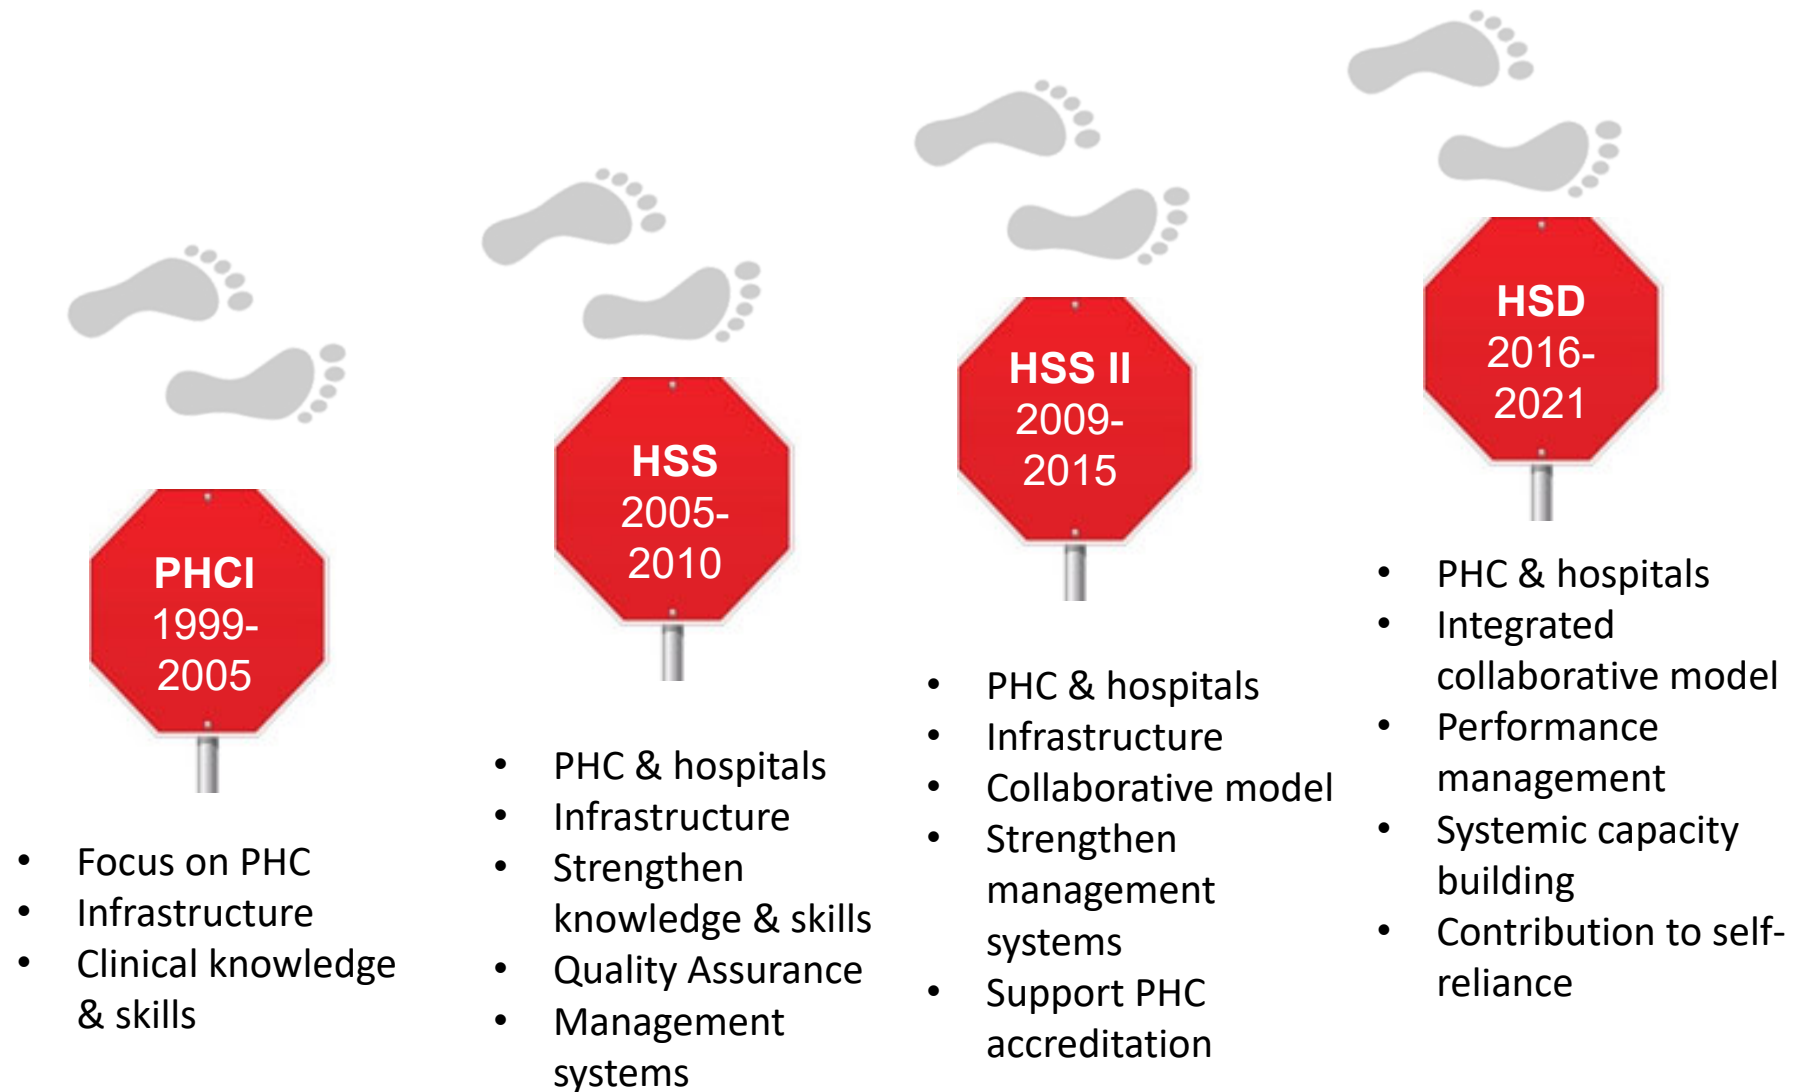 PHCI
1999-
2005
• Focus on PHC
• Infrastructure
• Clinical knowledge
& skills
HSS
2005-
2010
• PHC & hospitals
• Infrastructure
• Strengthen
knowledge & skills
• Quality Assurance
• Management
systems
HSS II
2009-
2015
• PHC & hospitals
• Infrastructure
• Collaborative model
• Strengthen
management
systems
• Support PHC
accreditation
HSD
2016-
2021
• PHC & hospitals
• Integrated
collaborative model
• Performance
management
• Systemic capacity
building
• Contribution to self-
reliance